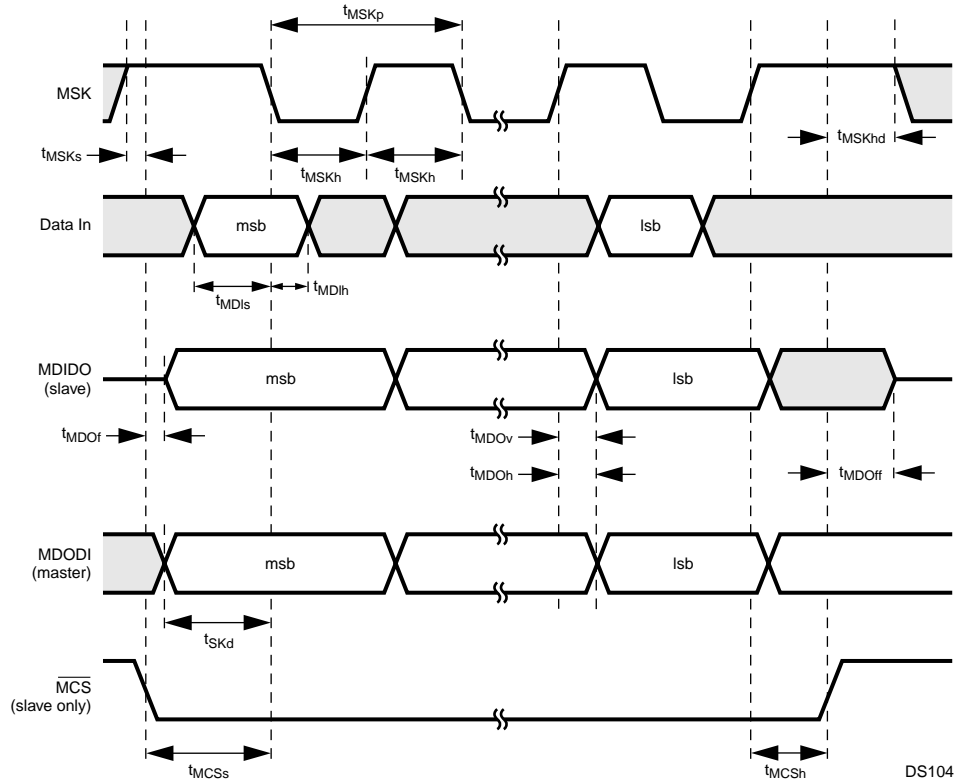 tMSKp
MSK
tMSKs
tMSKh
tMSKh
tMSKhd
Data In
msb
lsb
tMDIs
tMDIh
MDIDO
(slave)
msb
lsb
tMDOf
tMDOv
tMDOh
tMDOff
MDODI
(master)
msb
lsb
tSKd
MCS
(slave only)
tMCSs
tMCSh
DS104